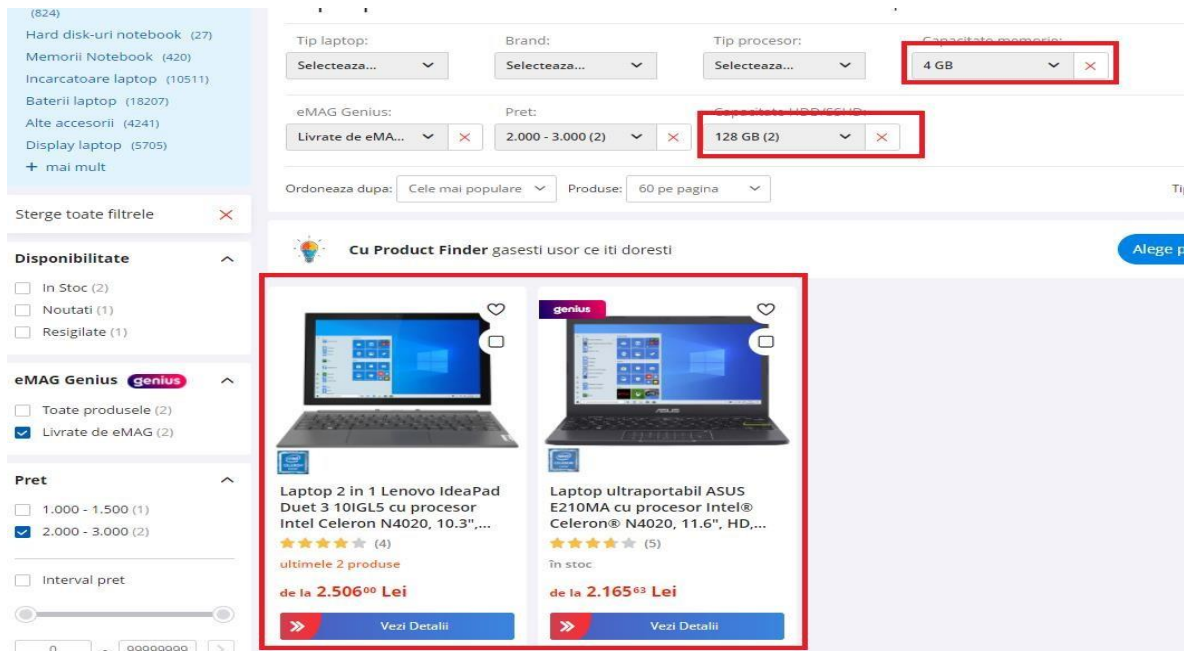 (824)
Hard disk-uri notebook (27)
Memorii Notebook (420)
Incarcatoare laptop (10511)
Baterii laptop (18207)
Alte accesorii (4241)
Display laptop (5705)
+ mai mult
Sterge toate filtrele
Disponibilitate
In Stoc (2)
Noutati (1)
Resigilate (1)
eMAG Genius genius
Toate produsele (2)
Livrate de eMAG (2)
Pret
1.000 - 1.500 (1)
2.000 - 3.000 (2)
Interval pret
0 - 99999999
Tip laptop: Brand: Tip procesor: Capacitate memorie:
Selecteaza... Selecteaza... Selecteaza... 4 GB
eMAG Genius: Pret: Capacitate HDD/SSHD:
Livrate de eMA... 2.000 - 3.000 (2) 128 GB (2)
Ordoneaza dupa: Cele mai populare Produse: 60 pe pagina
Cu Product Finder gasesti usor ce iti doresti
Alege p
Laptop 2 in 1 Lenovo IdeaPad
Duet 3 10IGL5 cu procesor
Intel Celeron N4020, 10.3",...
(4)
ultimele 2 produse
de la 2.506⁰⁰ Lei
Vezi Detalii
genius
ASUS
Laptop ultraportabil ASUS
E210MA cu procesor Intel®
Celeron® N4020, 11.6", HD,...
(5)
în stoc
de la 2.165⁶³ Lei
Vezi Detalii